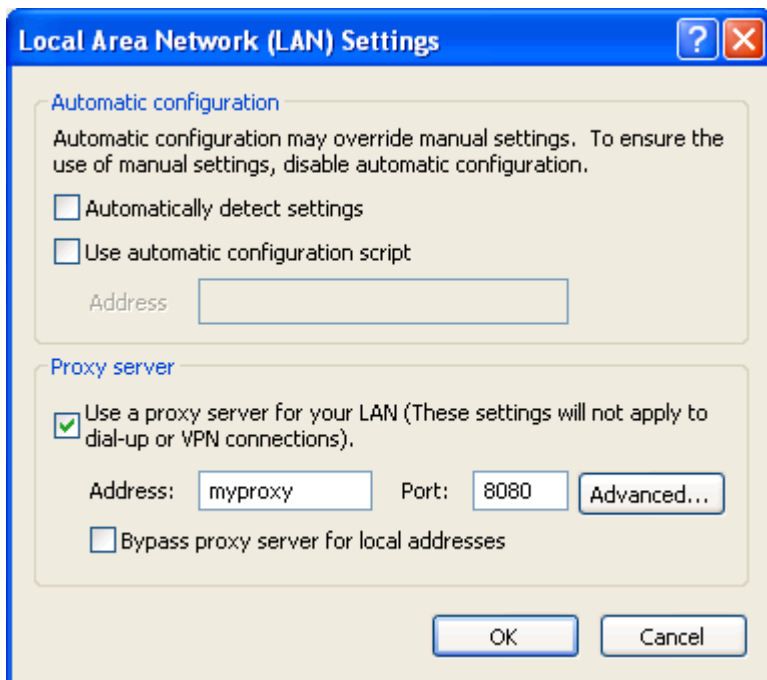 Local Area Network (LAN) Settings
Automatic configuration
Automatic configuration may override manual settings. To ensure the
use of manual settings, disable automatic configuration.
Automatically detect settings
Use automatic configuration script
Address
Proxy server
Use a proxy server for your LAN (These settings will not apply to
dial-up or VPN connections).
Address: myproxy Port: 8080 Advanced...
Bypass proxy server for local addresses
OK Cancel